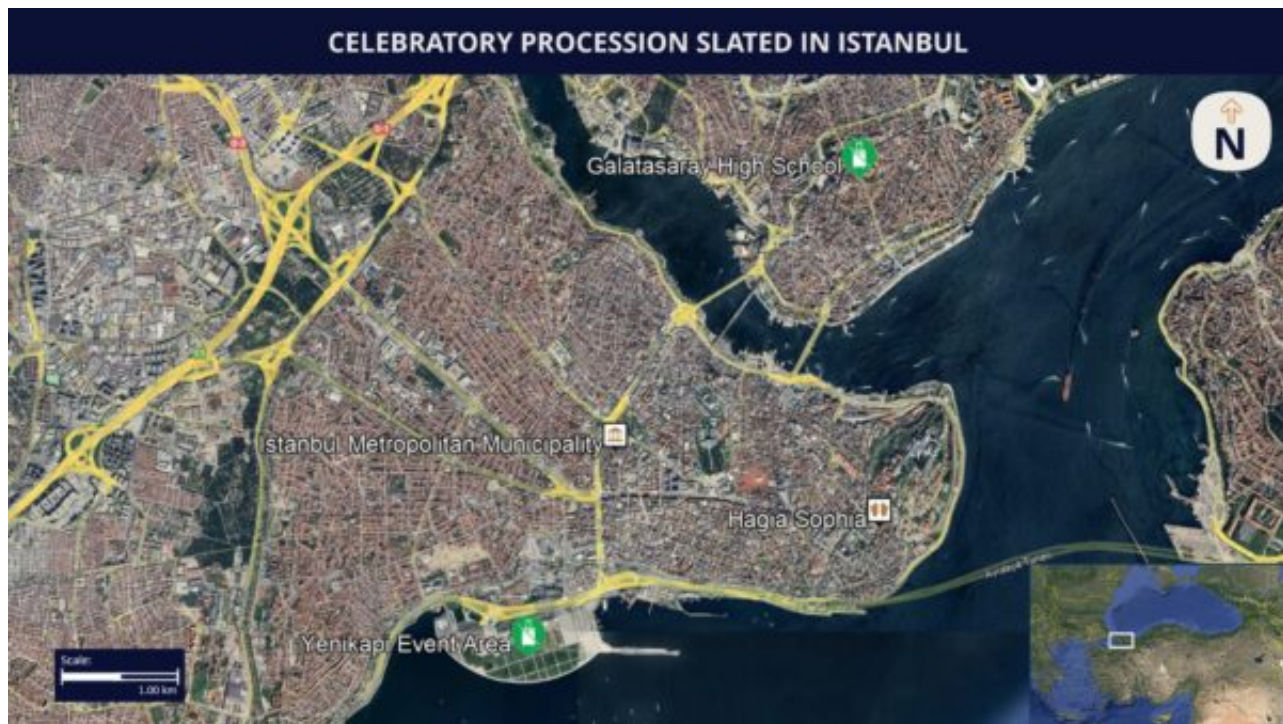 CELEBRATORY PROCESSION SLATED IN ISTANBUL
N
Galatasaray High School
Istanbul Metropolitan Municipality
Hagia Sophia
Yenikapi Event Area
Scale:
1.00 km